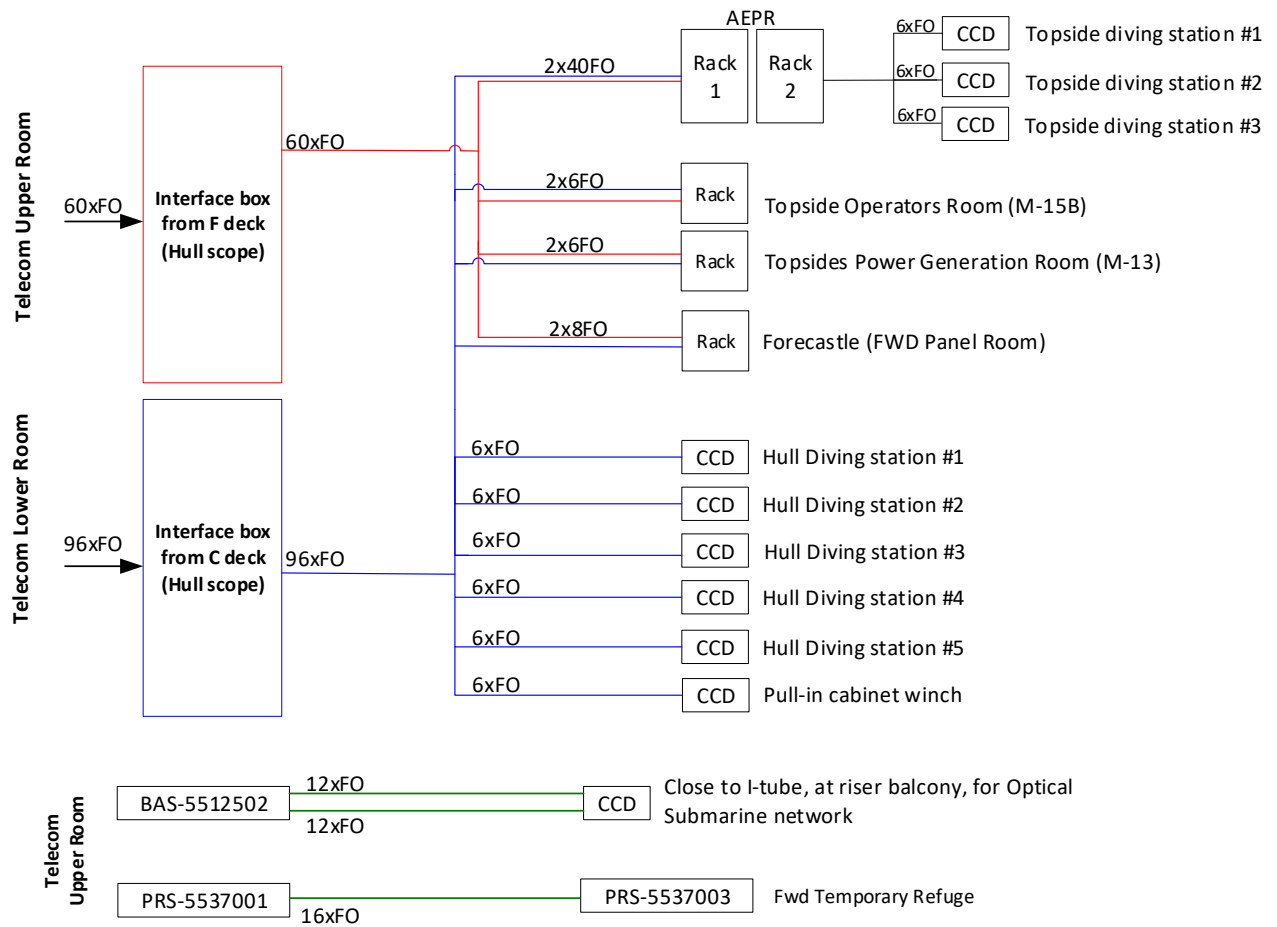 AEPR
Rack
1
Rack
2
6xFO
CCD
Topside diving station #1
6xFO
CCD
Topside diving station #2
6xFO
CCD
Topside diving station #3
2x40FO
Telecom Upper Room
60xFO
Interface box
from F deck
(Hull scope)
60xFO
2x6FO
Rack
Topside Operators Room (M-15B)
2x6FO
Rack
Topsides Power Generation Room (M-13)
2x8FO
Rack
Forecastle (FWD Panel Room)
Telecom Lower Room
96xFO
Interface box
from C deck
(Hull scope)
96xFO
6xFO
CCD
Hull Diving station #1
6xFO
CCD
Hull Diving station #2
6xFO
CCD
Hull Diving station #3
6xFO
CCD
Hull Diving station #4
6xFO
CCD
Hull Diving station #5
6xFO
CCD
Pull-in cabinet winch
Telecom
Upper Room
BAS-5512502
12xFO
12xFO
CCD
Close to I-tube, at riser balcony, for Optical
Submarine network
PRS-5537001
16xFO
PRS-5537003
Fwd Temporary Refuge